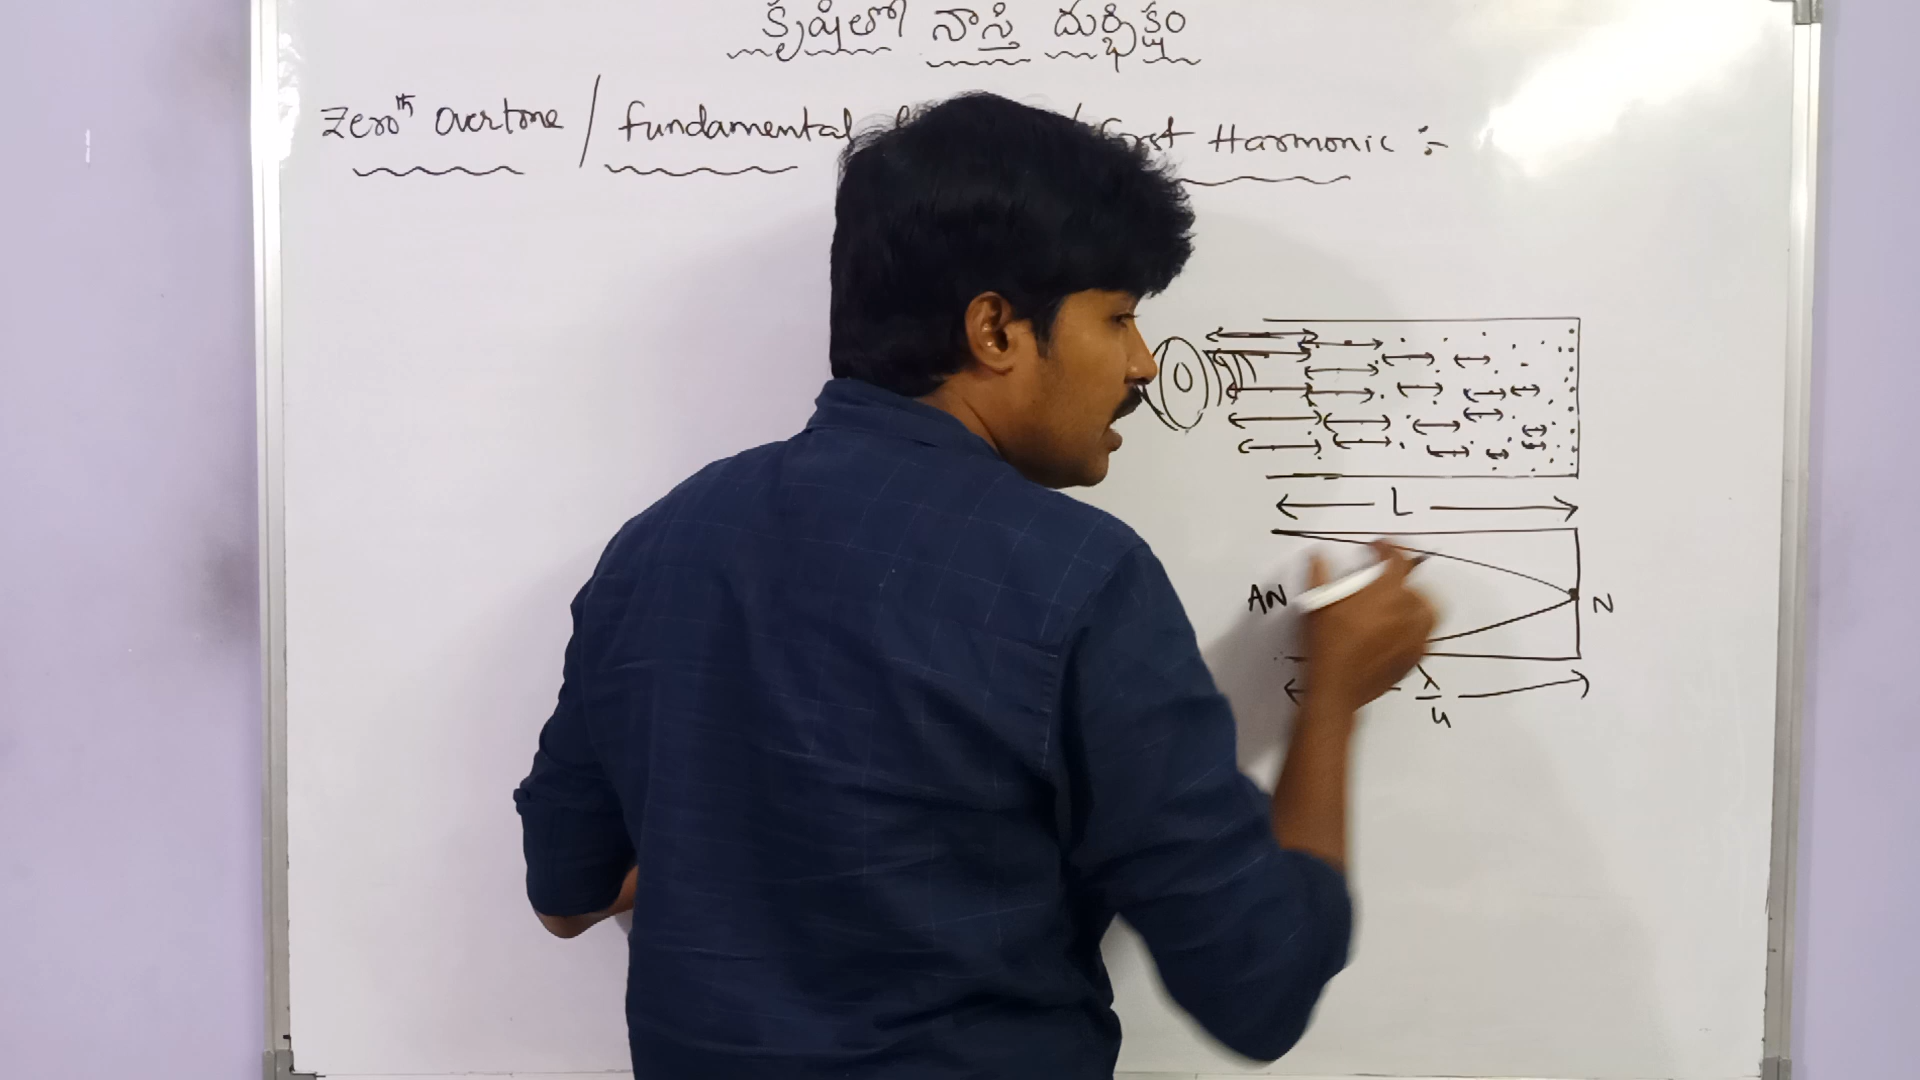 కృషితో నాస్తి దుర్భిక్షం
Zeroth Overtone / fundamental / first Harmonic :-
L
AN N
λ/4